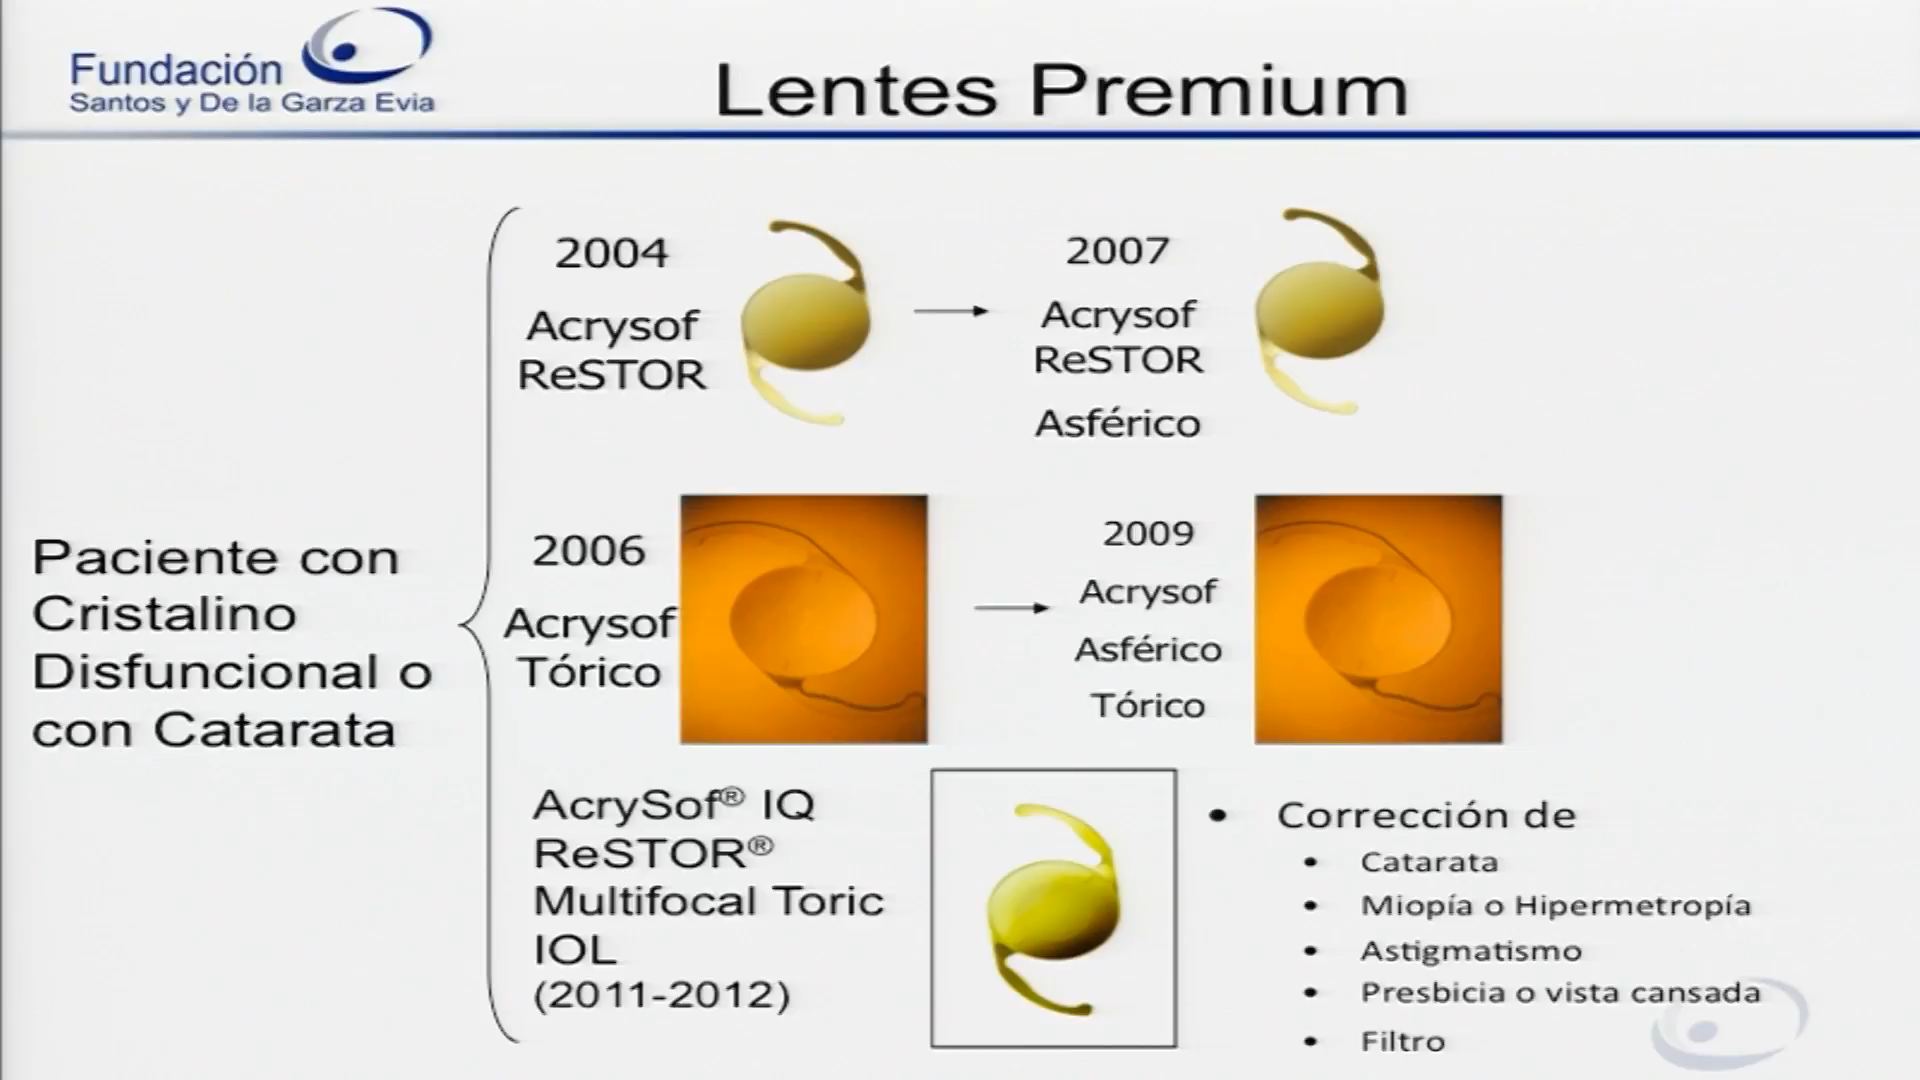 Fundación
Santos y De la Garza Evia
Lentes Premium
2004
Acrysof
ReSTOR
2007
Acrysof
ReSTOR
Asférico
Paciente con
Cristalino
Disfuncional o
con Catarata
2006
Acrysof
Tórico
2009
Acrysof
Asférico
Tórico
AcrySof® IQ
ReSTOR®
Multifocal Toric
IOL
(2011-2012)
• Corrección de
• Catarata
• Miopía o Hipermetropía
• Astigmatismo
• Presbicia o vista cansada
• Filtro